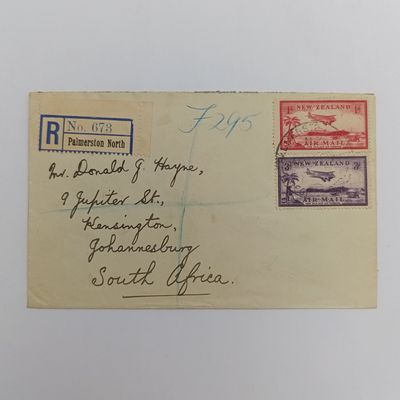 R
No. 673
Palmerston North
F295
NEW ZEALAND
AIR MAIL
NEW ZEALAND
AIR MAIL
Mr. Donald G. Hayne,
9 Jupiter St.,
Kensington,
Johannesburg
South Africa.